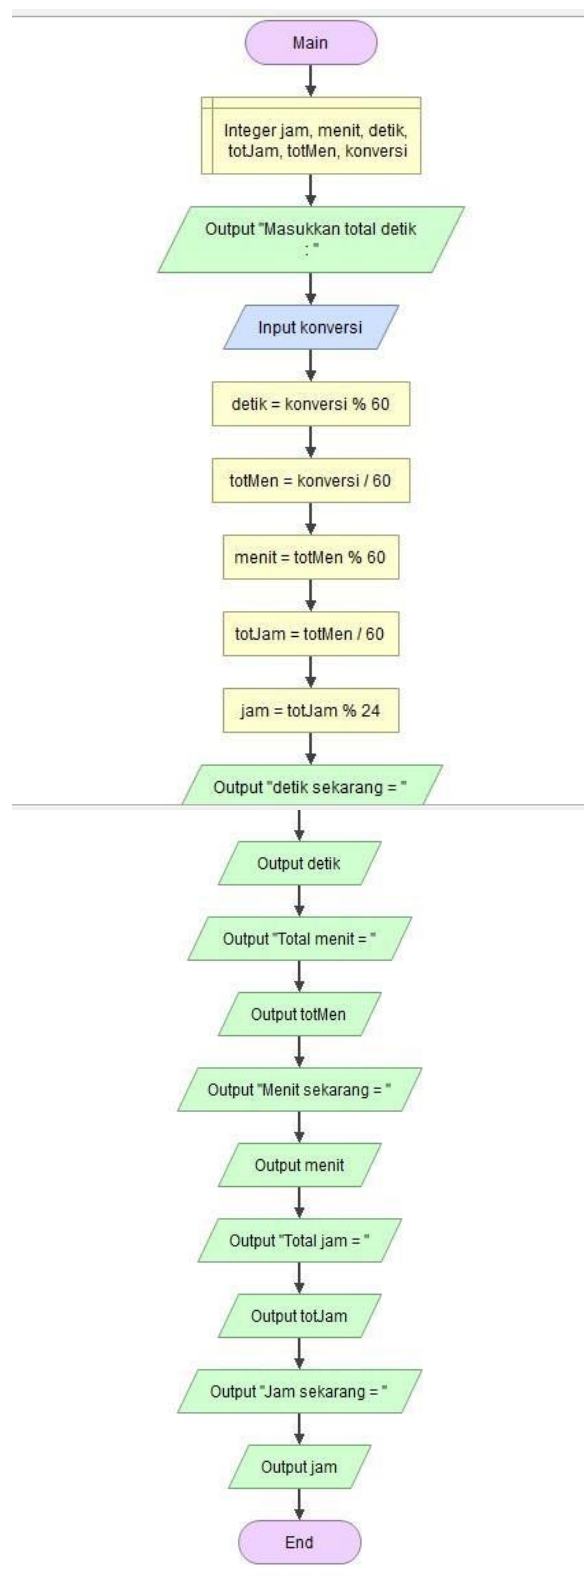 Main
Integer jam, menit, detik,
totJam, totMen, konversi
Output "Masukkan total detik
: "
Input konversi
detik = konversi % 60
totMen = konversi / 60
menit = totMen % 60
totJam = totMen / 60
jam = totJam % 24
Output "detik sekarang = "
Output detik
Output "Total menit = "
Output totMen
Output "Menit sekarang = "
Output menit
Output "Total jam = "
Output totJam
Output "Jam sekarang = "
Output jam
End